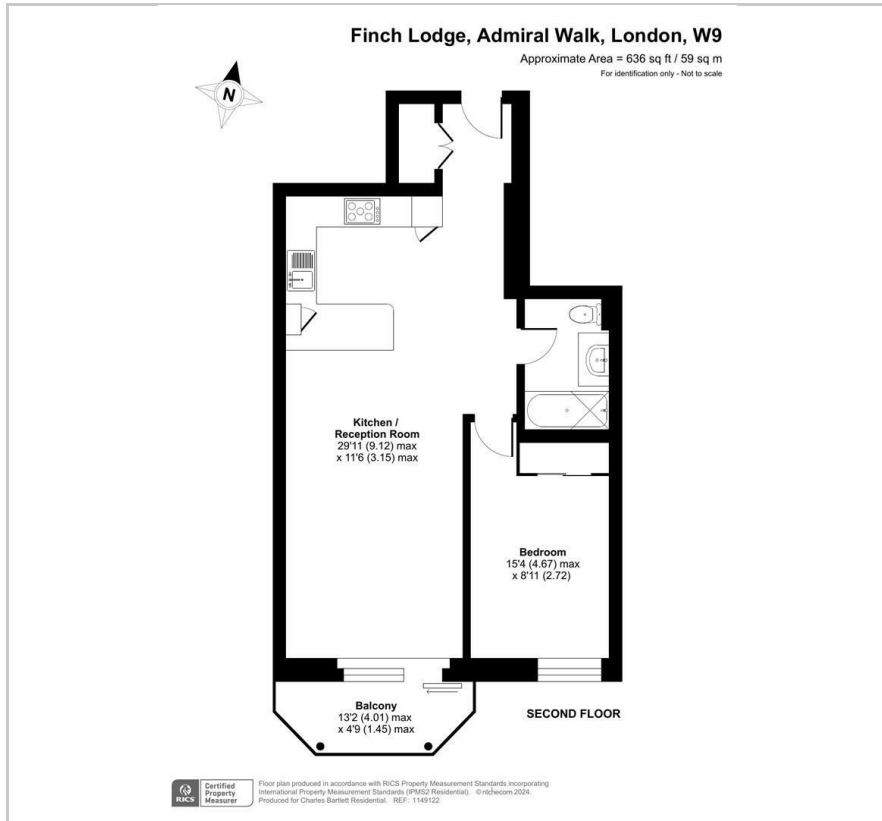 Finch Lodge, Admiral Walk, London, W9
Approximate Area = 636 sq ft / 59 sq m
For identification only - Not to scale
N
Kitchen /
Reception Room
29'11 (9.12) max
x 11'6 (3.15) max
Bedroom
15'4 (4.67) max
x 8'11 (2.72)
Balcony
13'2 (4.01) max
x 4'9 (1.45) max
SECOND FLOOR
RICS
Certified
Property
Measurer
Floor plan produced in accordance with RICS Property Measurement Standards incorporating
International Property Measurement Standards (IPMS2 Residential). © nichecom 2024.
Produced for Charles Bartlett Residential. REF: 1149122